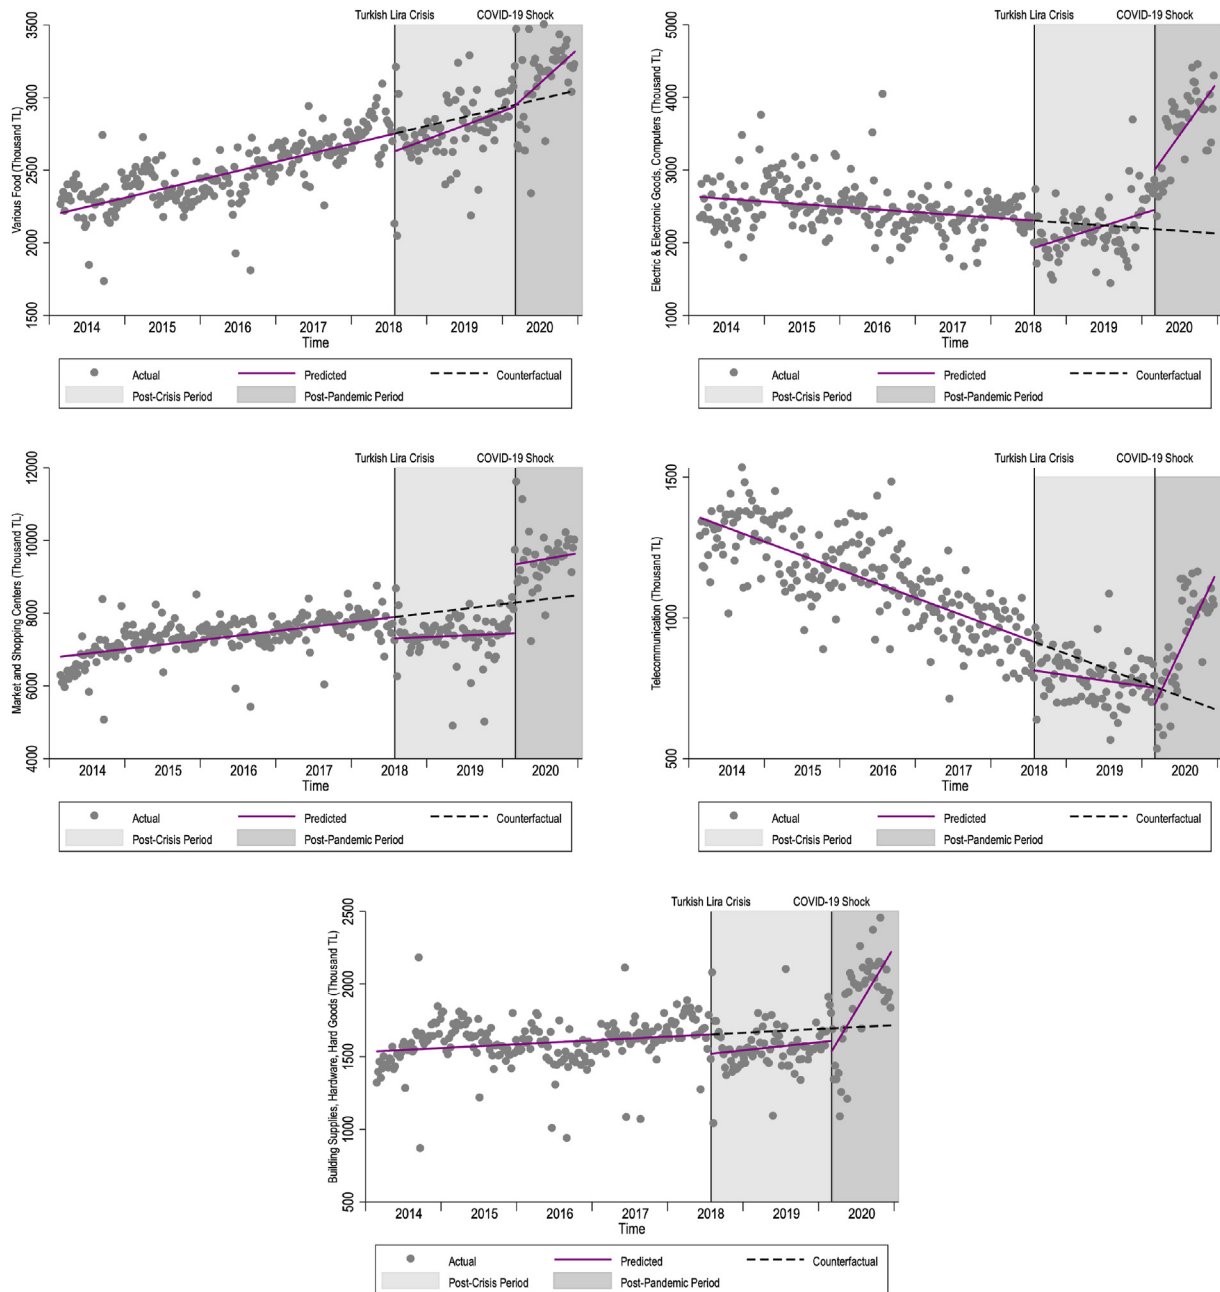 Turkish Lira Crisis COVID-19 Shock
Various Food (Thousand TL)
3500
3000
2500
2000
1500
2014 2015 2016 2017 2018 2019 2020
Time
Actual Predicted Counterfactual
Post-Crisis Period Post-Pandemic Period
Turkish Lira Crisis COVID-19 Shock
Electric & Electronic Goods, Computers (Thousand TL)
5000
4000
3000
2000
1000
2014 2015 2016 2017 2018 2019 2020
Time
Actual Predicted Counterfactual
Post-Crisis Period Post-Pandemic Period
Turkish Lira Crisis COVID-19 Shock
Market and Shopping Centers (Thousand TL)
12000
10000
8000
6000
4000
2014 2015 2016 2017 2018 2019 2020
Time
Actual Predicted Counterfactual
Post-Crisis Period Post-Pandemic Period
Turkish Lira Crisis COVID-19 Shock
Telecommunication (Thousand TL)
1500
1000
500
2014 2015 2016 2017 2018 2019 2020
Time
Actual Predicted Counterfactual
Post-Crisis Period Post-Pandemic Period
Turkish Lira Crisis COVID-19 Shock
Building Supplies, Hardware, Hard Goods (Thousand TL)
2500
2000
1500
1000
500
2014 2015 2016 2017 2018 2019 2020
Time
Actual Predicted Counterfactual
Post-Crisis Period Post-Pandemic Period